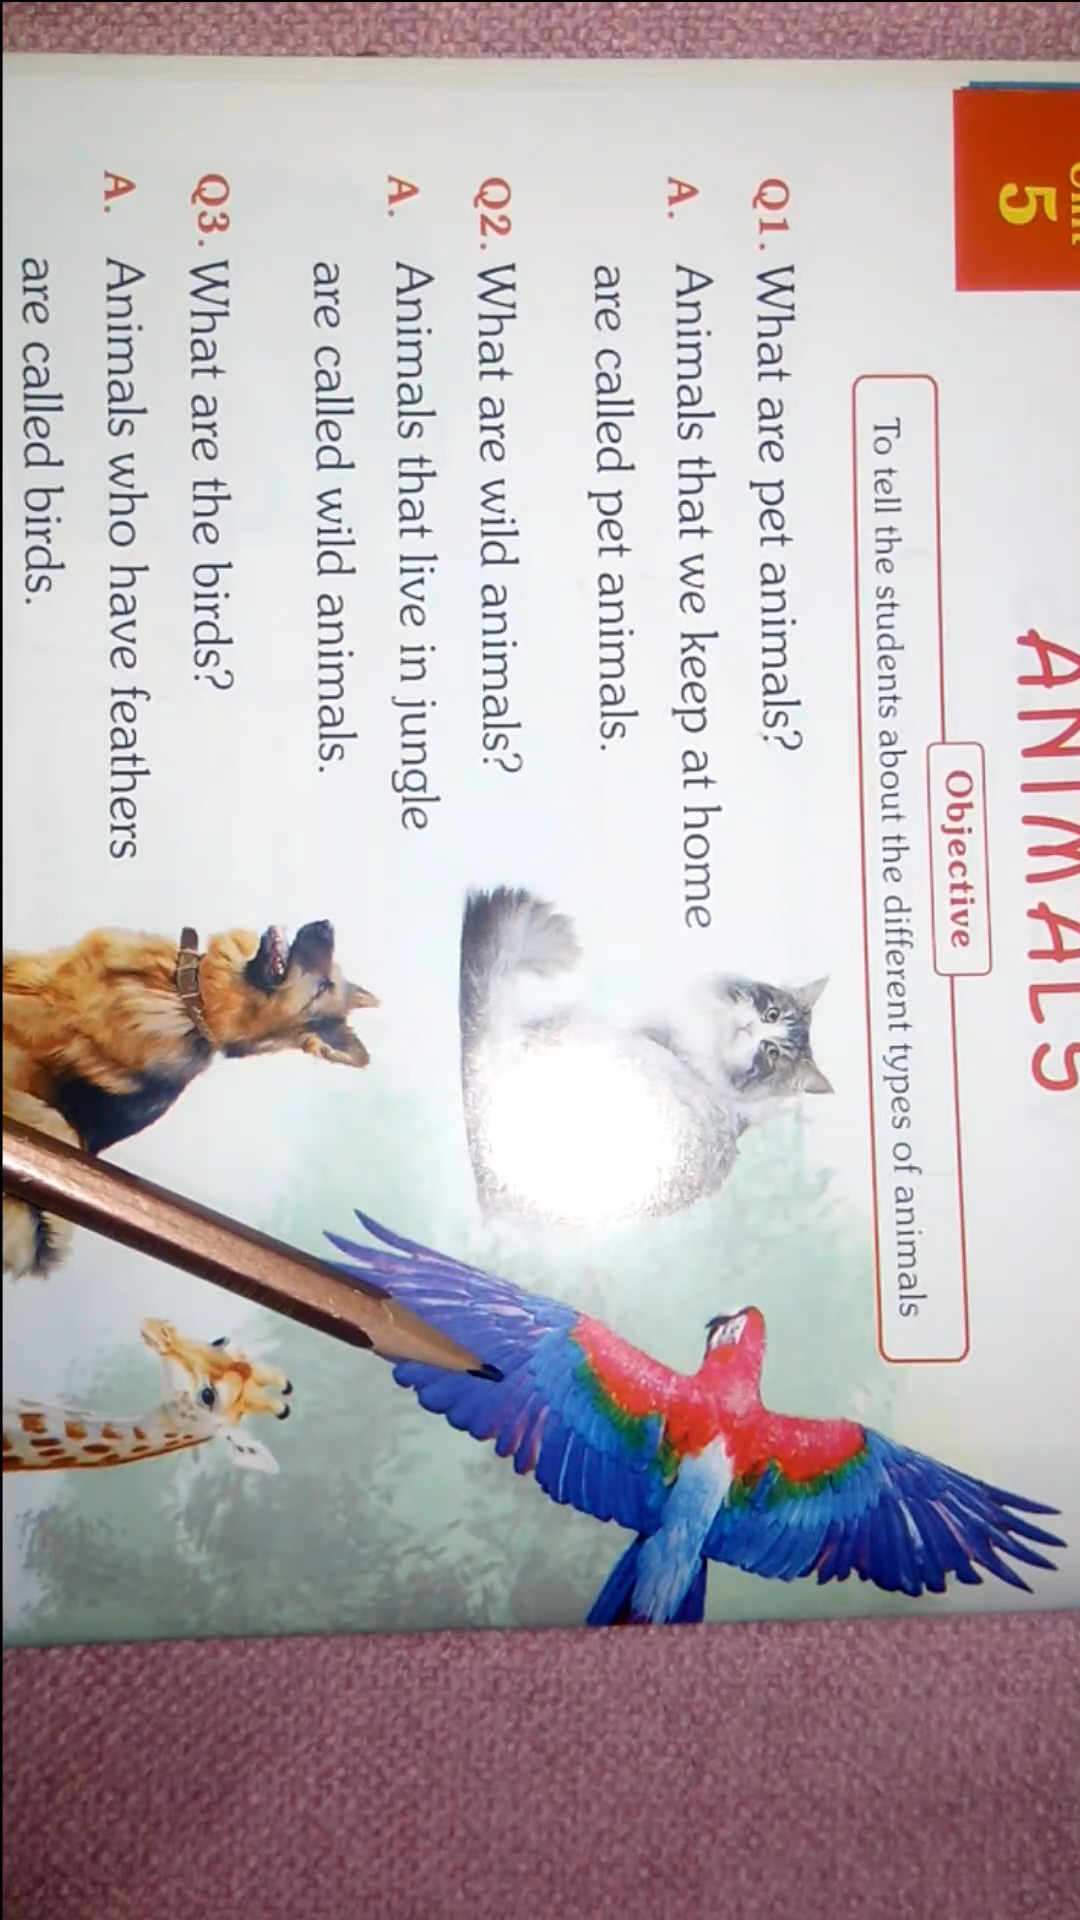 5
ANIMALS
Objective
To tell the students about the different types of animals
Q1. What are pet animals?
A. Animals that we keep at home
are called pet animals.
Q2. What are wild animals?
A. Animals that live in jungle
are called wild animals.
Q3. What are the birds?
A. Animals who have feathers
are called birds.